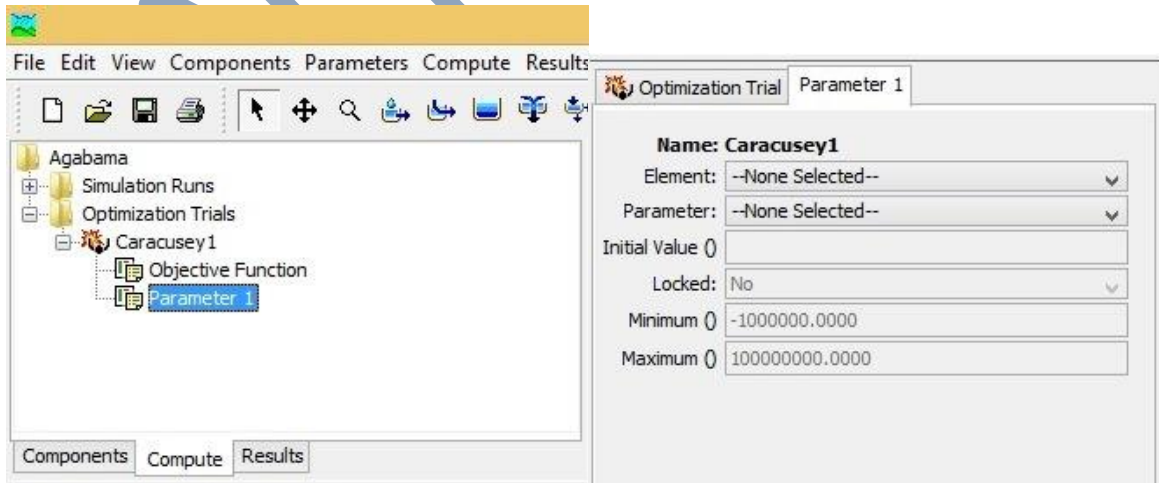 File Edit View Components Parameters Compute Results
Agabama
Simulation Runs
Optimization Trials
Caracusey1
Objective Function
Parameter 1
Components Compute Results
Optimization Trial Parameter 1
Name: Caracusey1
Element: --None Selected--
Parameter: --None Selected--
Initial Value ()
Locked: No
Minimum () -1000000.0000
Maximum () 100000000.0000